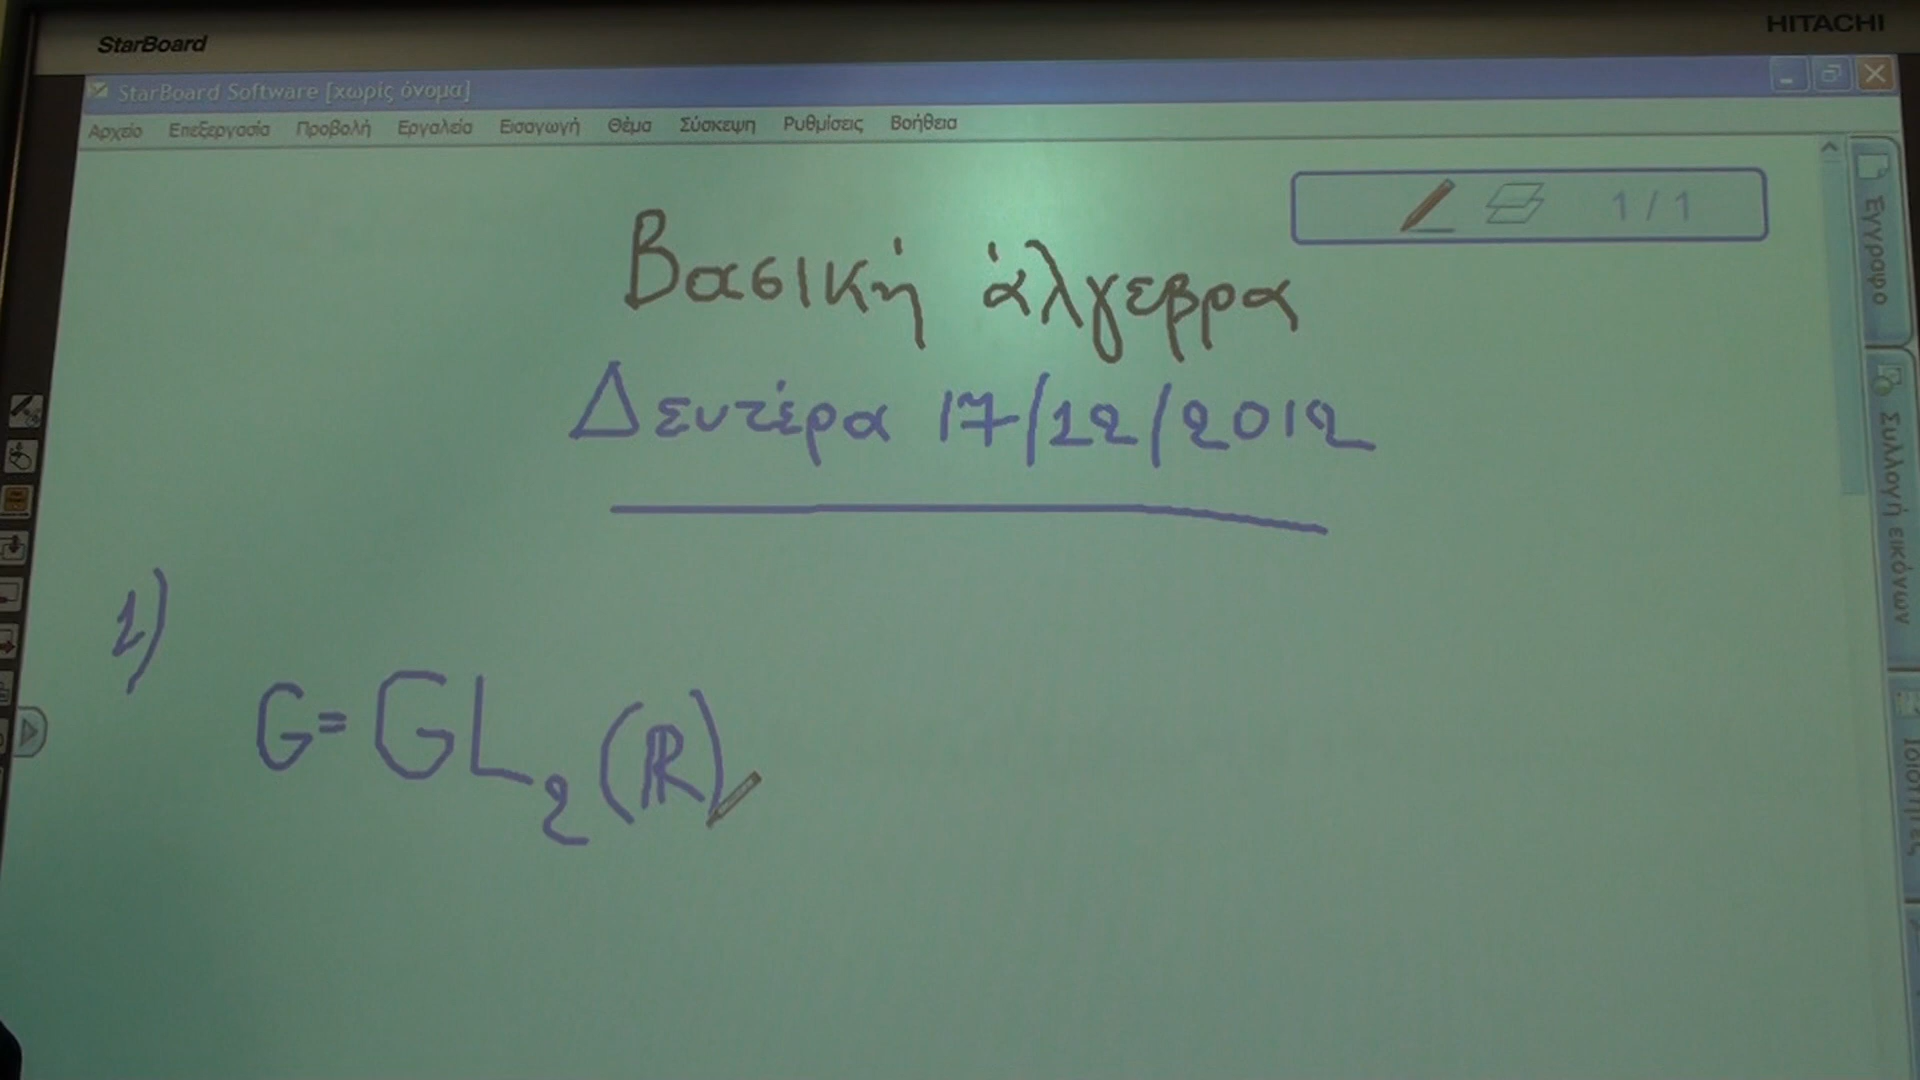 StarBoard
HITACHI
StarBoard Software [χωρίς όνομα]
Αρχείο Επεξεργασία Προβολή Εργαλεία Εισαγωγή Θέμα Σύσκεψη Ρυθμίσεις Βοήθεια
1 / 1
Βασική άλγεβρα
Δευτέρα 17/12/2012
1)
G = GL₂(ℝ)
Έγγραφο
Συλλογή εικόνων
Ιδιότητες